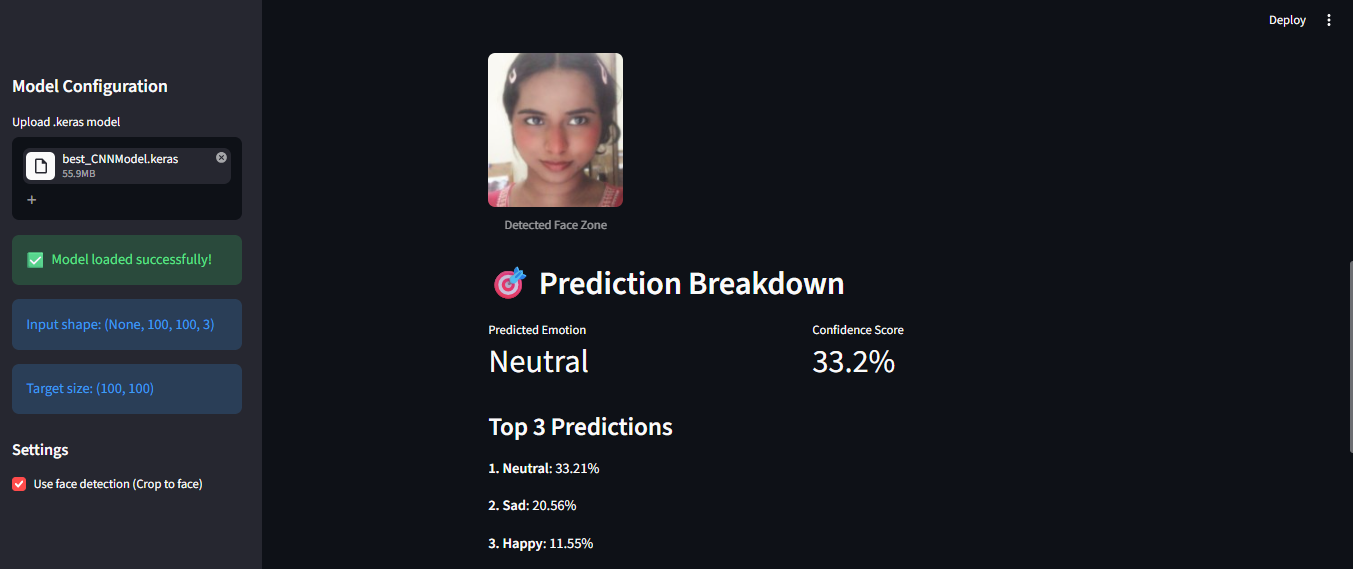 Deploy
Model Configuration
Upload .keras model
best_CNNModel.keras
55.9MB
+
✅ Model loaded successfully!
Input shape: (None, 100, 100, 3)
Target size: (100, 100)
Settings
Use face detection (Crop to face)
Detected Face Zone
🎯 Prediction Breakdown
Predicted Emotion
Neutral
Confidence Score
33.2%
Top 3 Predictions
1. Neutral: 33.21%
2. Sad: 20.56%
3. Happy: 11.55%